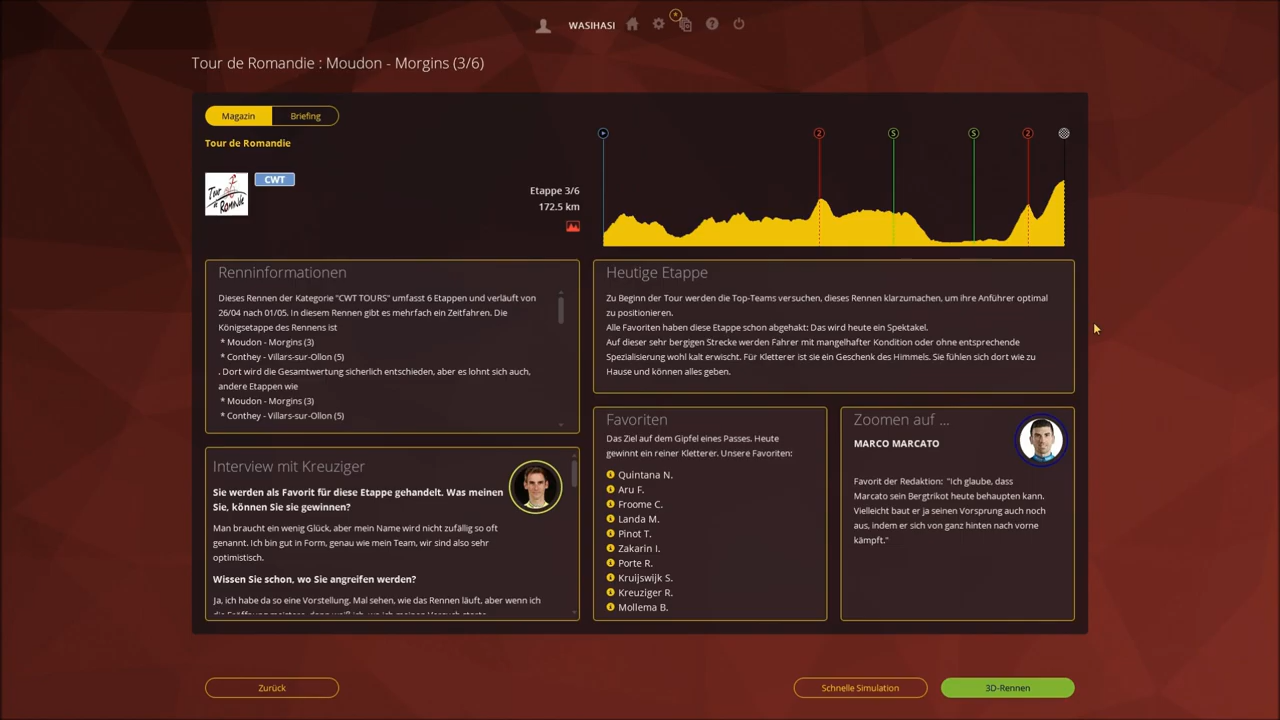 WASIHASI
Tour de Romandie : Moudon - Morgins (3/6)
Magazin
Briefing
Tour de Romandie
Tour de Romandie
CWT
Etappe 3/6
172.5 km
2
S
S
2
Renninformationen
Dieses Rennen der Kategorie "CWT TOURS" umfasst 6 Etappen und verläuft von
26/04 nach 01/05. In diesem Rennen gibt es mehrfach ein Zeitfahren. Die
Königsetappe des Rennens ist
* Moudon - Morgins (3)
* Conthey - Villars-sur-Ollon (5)
. Dort wird die Gesamtwertung sicherlich entschieden, aber es lohnt sich auch,
andere Etappen wie
* Moudon - Morgins (3)
* Conthey - Villars-sur-Ollon (5)
Heutige Etappe
Zu Beginn der Tour werden die Top-Teams versuchen, dieses Rennen klarzumachen, um ihre Anführer optimal
zu positionieren.
Alle Favoriten haben diese Etappe schon abgehakt: Das wird heute ein Spektakel.
Auf dieser sehr bergigen Strecke werden Fahrer mit mangelhafter Kondition oder ohne entsprechende
Spezialisierung wohl kalt erwischt. Für Kletterer ist sie ein Geschenk des Himmels. Sie fühlen sich dort wie zu
Hause und können alles geben.
Interview mit Kreuziger
Sie werden als Favorit für diese Etappe gehandelt. Was meinen
Sie, können Sie sie gewinnen?
Man braucht ein wenig Glück, aber mein Name wird nicht zufällig so oft
genannt. Ich bin gut in Form, genau wie mein Team, wir sind also sehr
optimistisch.
Wissen Sie schon, wo Sie angreifen werden?
Ja, ich habe da so eine Vorstellung. Mal sehen, wie das Rennen läuft, aber wenn ich
Favoriten
Das Ziel auf dem Gipfel eines Passes. Heute
gewinnt ein reiner Kletterer. Unsere Favoriten:
Quintana N.
Aru F.
Froome C.
Landa M.
Pinot T.
Zakarin I.
Porte R.
Kruijswijk S.
Kreuziger R.
Mollema B.
Zoomen auf ...
MARCO MARCATO
Favorit der Redaktion: "Ich glaube, dass
Marcato sein Bergtrikot heute behaupten kann.
Vielleicht baut er ja seinen Vorsprung auch noch
aus, indem er sich von ganz hinten nach vorne
kämpft."
Zurück
Schnelle Simulation
3D-Rennen